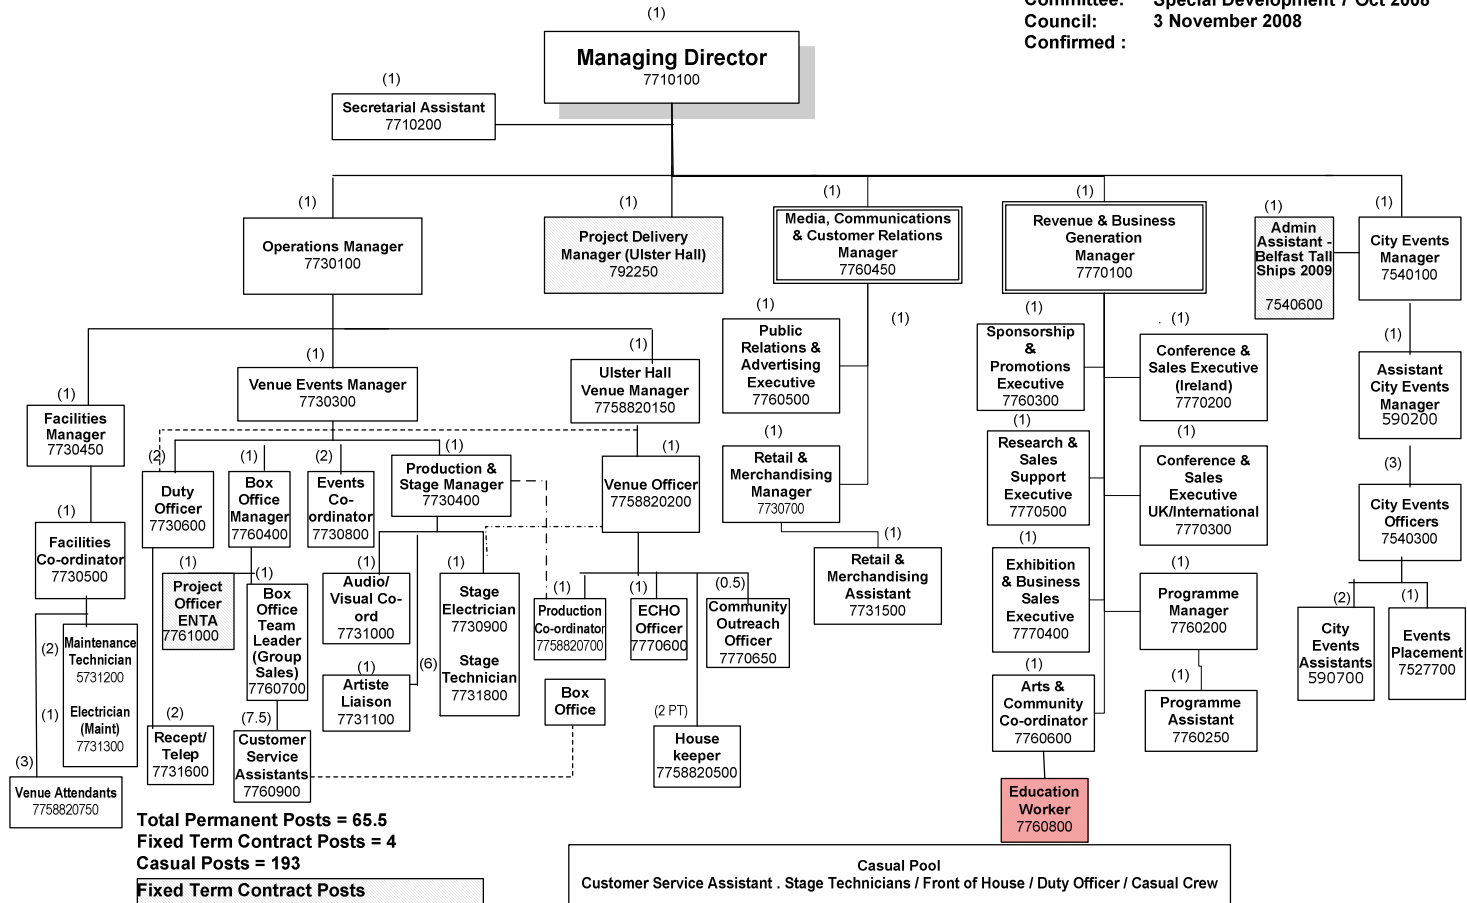 Committee: Special Development 7 Oct 2008
Council: 3 November 2008
Confirmed :
(1)
Managing Director
7710100
(1)
Secretarial Assistant
7710200
(1)
Operations Manager
7730100
(1)
Project Delivery
Manager (Ulster Hall)
792250
(1)
Media, Communications
& Customer Relations
Manager
7760450
(1)
Revenue & Business
Generation
Manager
7770100
(1)
Admin
Assistant -
Belfast Tall
Ships 2009
7540600
(1)
City Events
Manager
7540100
(1)
Facilities
Manager
7730450
(1)
Venue Events Manager
7730300
(1)
Ulster Hall
Venue Manager
7758820150
(1)
Public
Relations &
Advertising
Executive
7760500
(1)
(1)
Sponsorship
&
Promotions
Executive
7760300
. (1)
Conference &
Sales Executive
(Ireland)
7770200
(1)
Assistant
City Events
Manager
590200
(2)
Duty
Officer
7730600
(1)
Box
Office
Manager
7760400
(2)
Events
Co-
ordinator
7730800
(1)
Production &
Stage Manager
7730400
(1)
Venue Officer
7758820200
(1)
Retail &
Merchandising
Manager
7730700
(1)
Research &
Sales
Support
Executive
7770500
(1)
Conference &
Sales
Executive
UK/International
7770300
(3)
City Events
Officers
7540300
(1)
Facilities
Co-ordinator
7730500
(1)
Project
Officer
ENTA
7761000
(1)
Box
Office
Team
Leader
(Group
Sales)
7760700
(1)
Audio/
Visual Co-
ord
7731000
(1)
Stage
Electrician
7730900
Stage
Technician
7731800
(6)
(1)
Artiste
Liaison
7731100
(1)
Production
Co-ordinator
7758820700
(1)
ECHO
Officer
7770600
(0.5)
Community
Outreach
Officer
7770650
(1)
Retail &
Merchandising
Assistant
7731500
(1)
Exhibition
& Business
Sales
Executive
7770400
(1)
Programme
Manager
7760200
(2)
City
Events
Assistants
590700
(1)
Events
Placement
7527700
(2)
Maintenance
Technician
5731200
(1)
Electrician
(Maint)
7731300
(3)
Venue Attendants
7758820750
(2)
Recept/
Telep
7731600
(7.5)
Customer
Service
Assistants
7760900
Box
Office
(2 PT)
House
keeper
7758820500
(1)
Arts &
Community
Co-ordinator
7760600
(1)
Programme
Assistant
7760250
Education
Worker
7760800
Total Permanent Posts = 65.5
Fixed Term Contract Posts = 4
Casual Posts = 193
Fixed Term Contract Posts
Casual Pool
Customer Service Assistant . Stage Technicians / Front of House / Duty Officer / Casual Crew